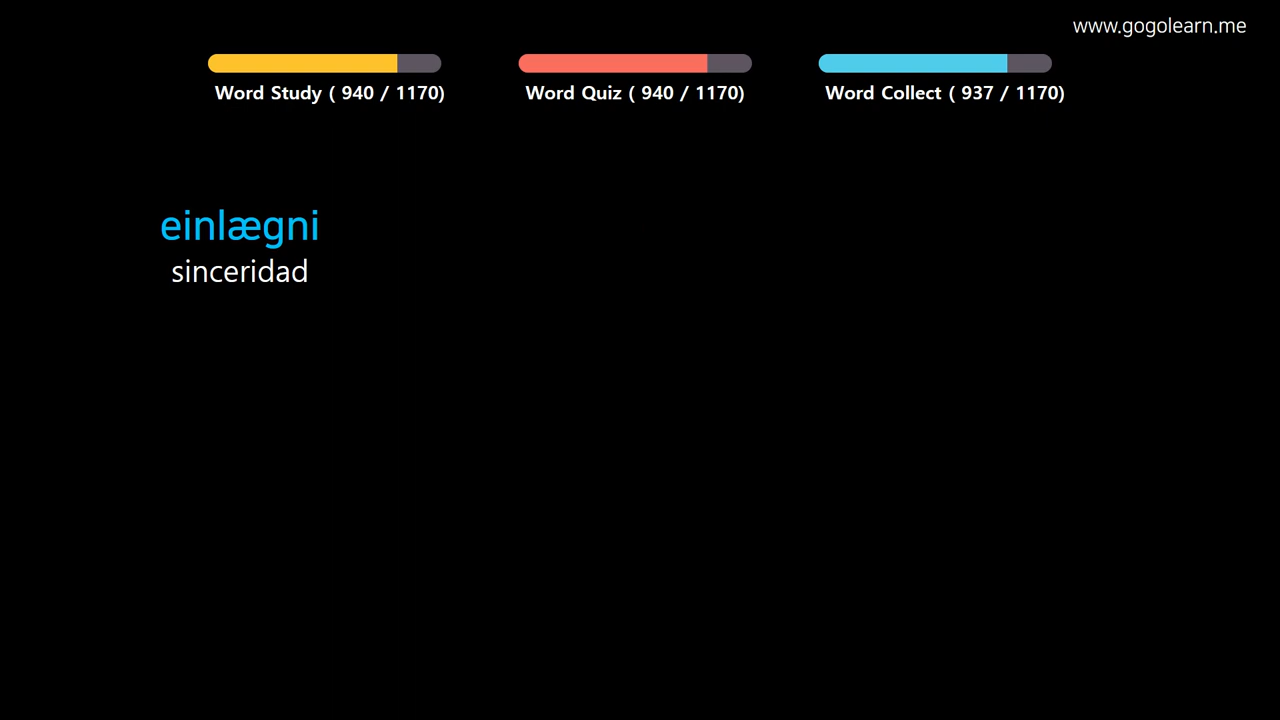 www.gogolearn.me
Word Study ( 940 / 1170)
Word Quiz ( 940 / 1170)
Word Collect ( 937 / 1170)
einlægni
sinceridad